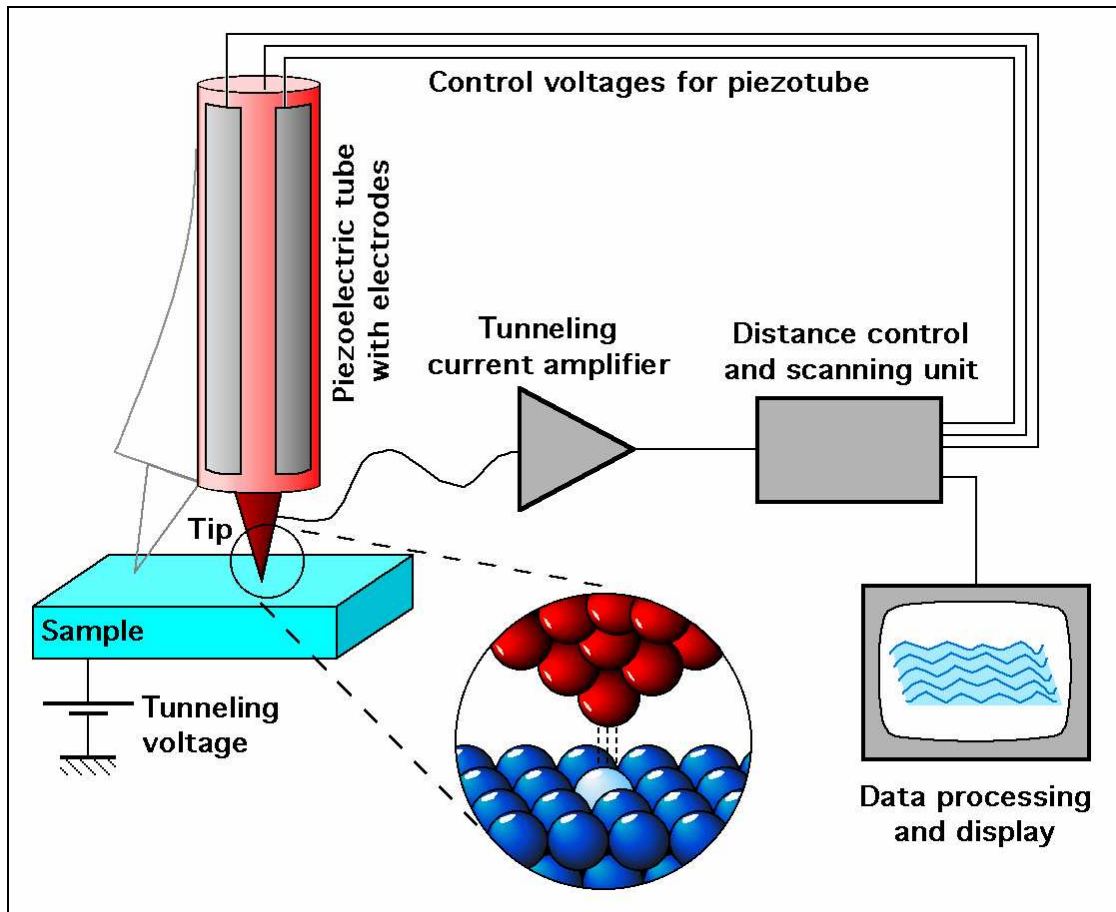 Control voltages for piezotube
Piezoelectric tube
with electrodes
Tunneling
current amplifier
Distance control
and scanning unit
Tip
Sample
Tunneling
voltage
Data processing
and display